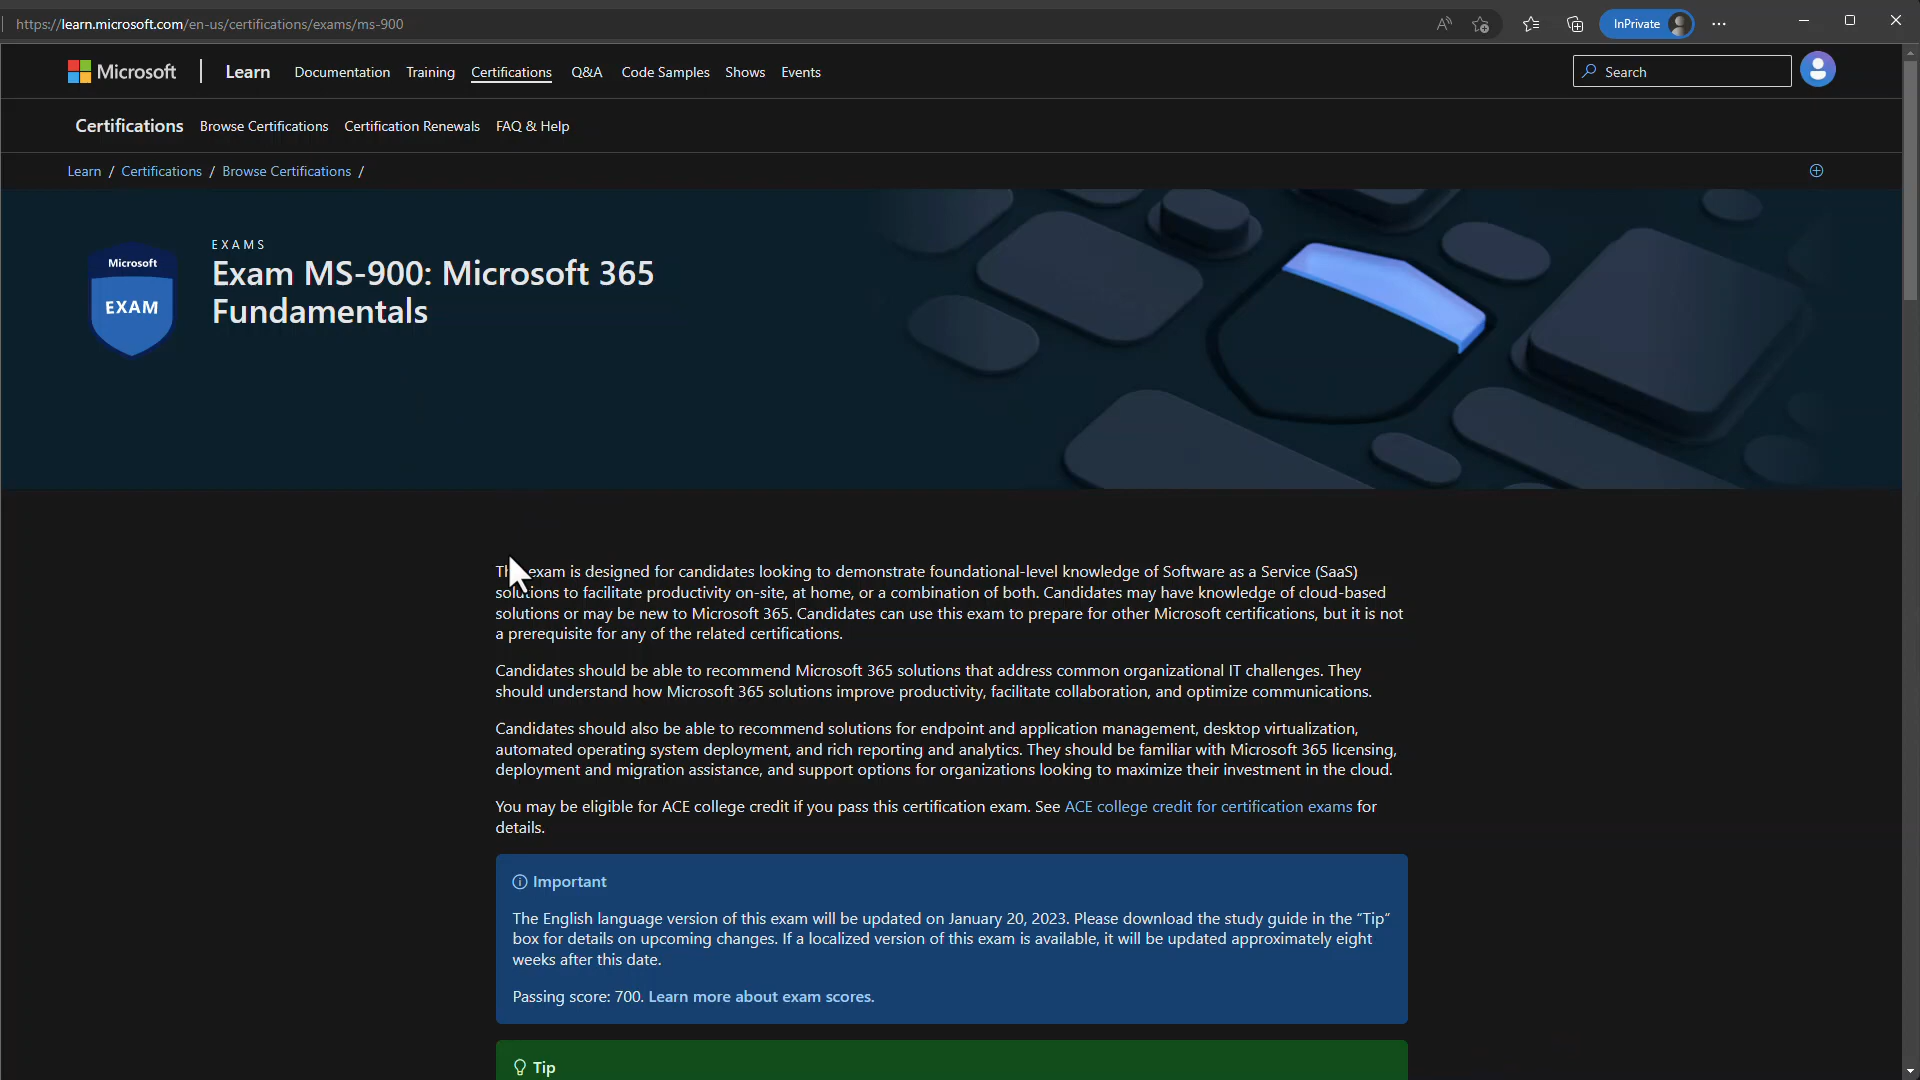 https://learn.microsoft.com/en-us/certifications/exams/ms-900
InPrivate
Microsoft
Learn
Documentation Training Certifications Q&A Code Samples Shows Events
Search
Certifications Browse Certifications Certification Renewals FAQ & Help
Learn / Certifications / Browse Certifications /
Microsoft
EXAM
EXAMS
Exam MS-900: Microsoft 365
Fundamentals
exam is designed for candidates looking to demonstrate foundational-level knowledge of Software as a Service (SaaS)
solutions to facilitate productivity on-site, at home, or a combination of both. Candidates may have knowledge of cloud-based
solutions or may be new to Microsoft 365. Candidates can use this exam to prepare for other Microsoft certifications, but it is not
a prerequisite for any of the related certifications.
Candidates should be able to recommend Microsoft 365 solutions that address common organizational IT challenges. They
should understand how Microsoft 365 solutions improve productivity, facilitate collaboration, and optimize communications.
Candidates should also be able to recommend solutions for endpoint and application management, desktop virtualization,
automated operating system deployment, and rich reporting and analytics. They should be familiar with Microsoft 365 licensing,
deployment and migration assistance, and support options for organizations looking to maximize their investment in the cloud.
You may be eligible for ACE college credit if you pass this certification exam. See ACE college credit for certification exams for
details.
Important
The English language version of this exam will be updated on January 20, 2023. Please download the study guide in the “Tip”
box for details on upcoming changes. If a localized version of this exam is available, it will be updated approximately eight
weeks after this date.
Passing score: 700. Learn more about exam scores.
Tip